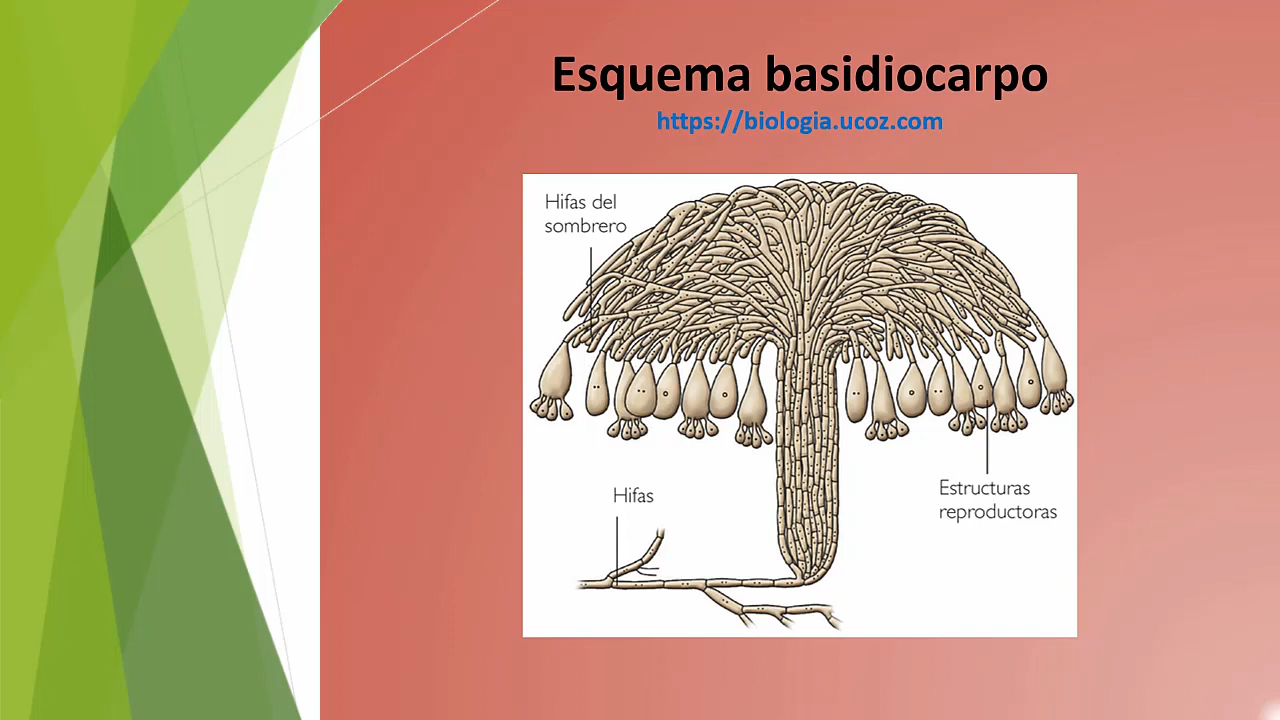 Esquema basidiocarpo
https://biologia.ucoz.com
Hifas del
sombrero
Hifas
Estructuras
reproductoras